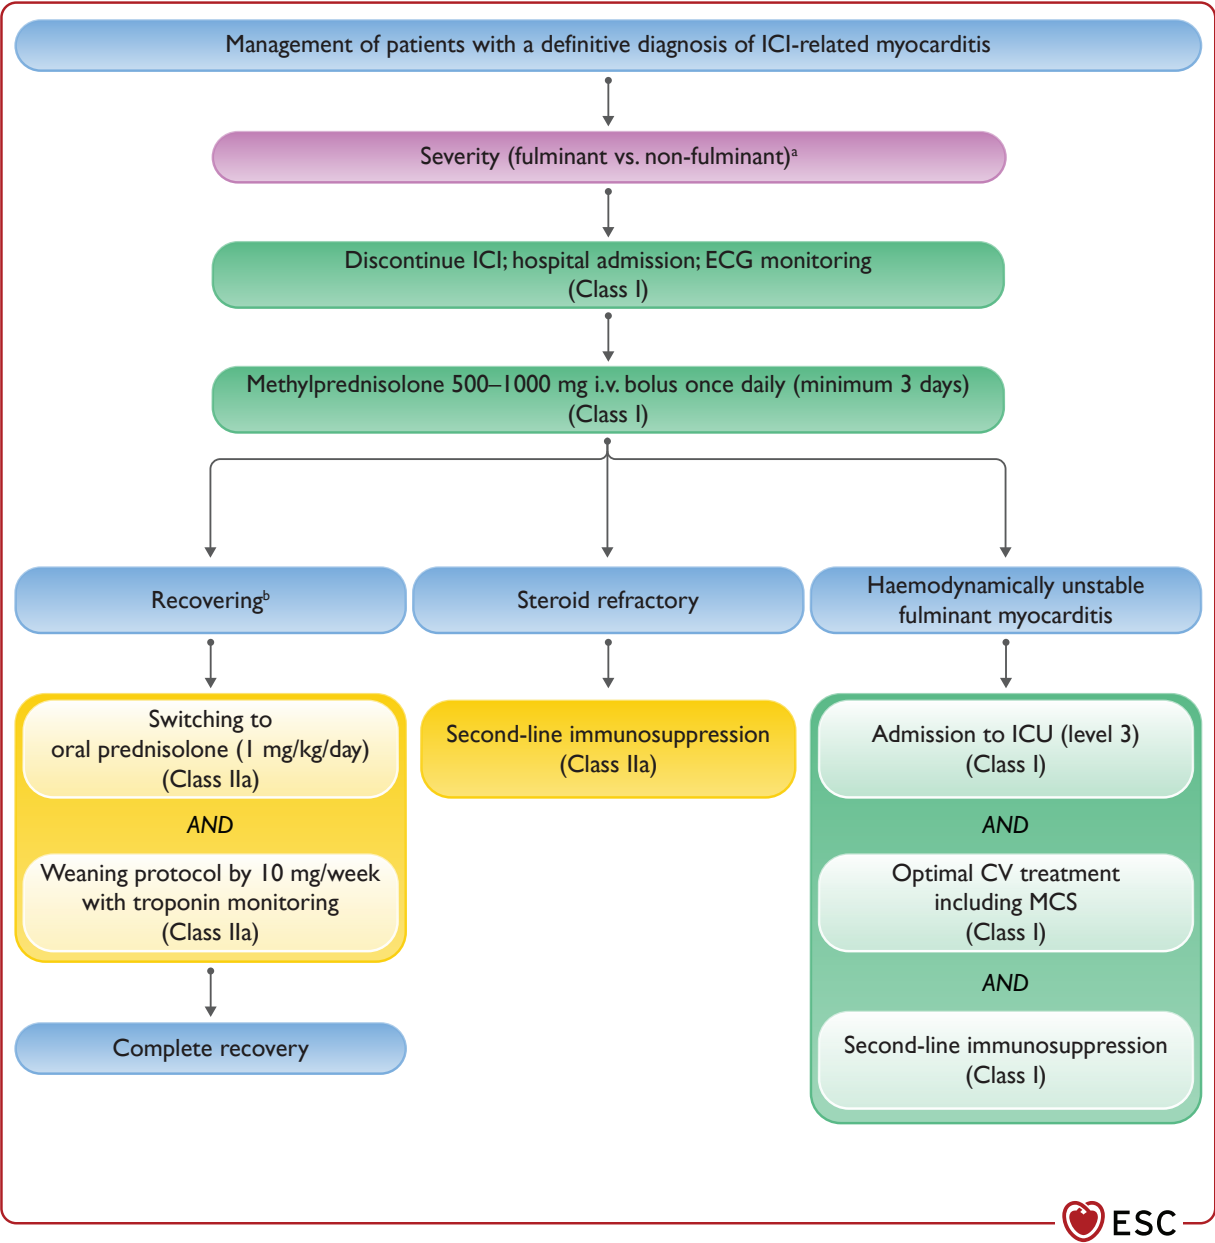 Management of patients with a definitive diagnosis of ICI-related myocarditis
Severity (fulminant vs. non-fulminant)ᵃ
Discontinue ICI; hospital admission; ECG monitoring
(Class I)
Methylprednisolone 500–1000 mg i.v. bolus once daily (minimum 3 days)
(Class I)
Recoveringᵇ
Switching to
oral prednisolone (1 mg/kg/day)
(Class IIa)
AND
Weaning protocol by 10 mg/week
with troponin monitoring
(Class IIa)
Complete recovery
Steroid refractory
Second-line immunosuppression
(Class IIa)
Haemodynamically unstable
fulminant myocarditis
Admission to ICU (level 3)
(Class I)
AND
Optimal CV treatment
including MCS
(Class I)
AND
Second-line immunosuppression
(Class I)
ESC